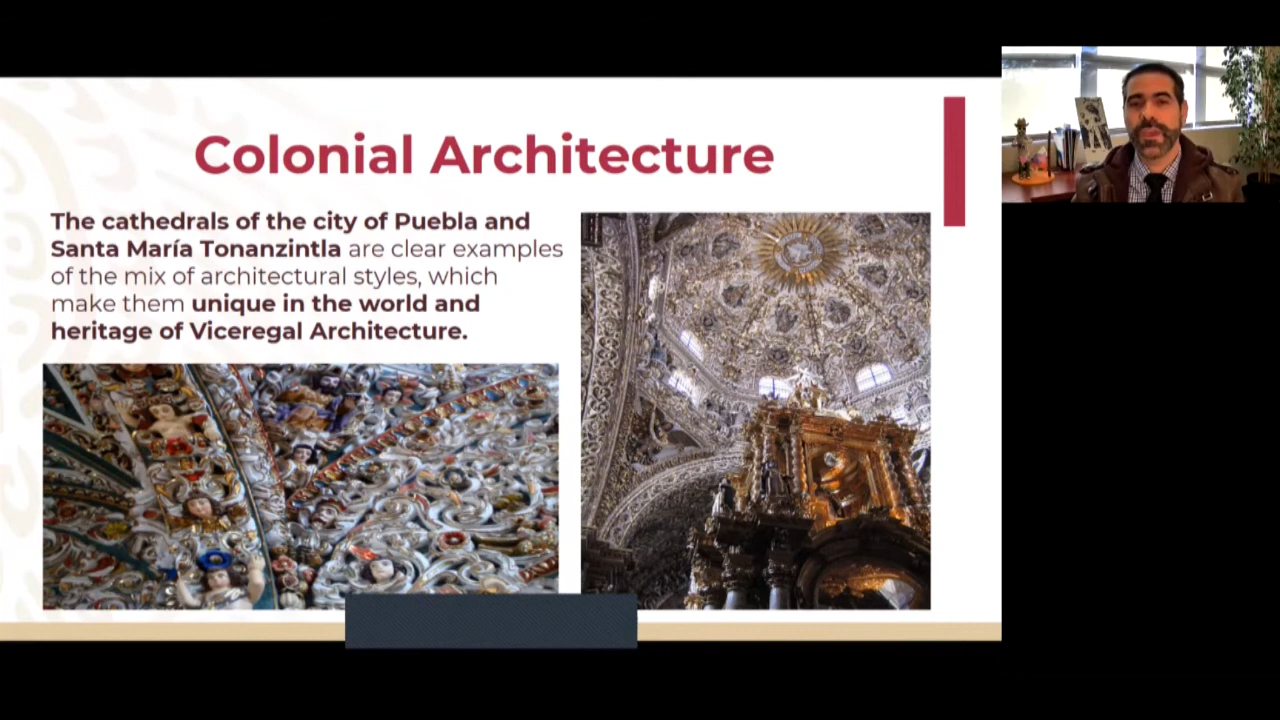 Colonial Architecture
The cathedrals of the city of Puebla and
Santa María Tonanzintla are clear examples
of the mix of architectural styles, which
make them unique in the world and
heritage of Viceregal Architecture.